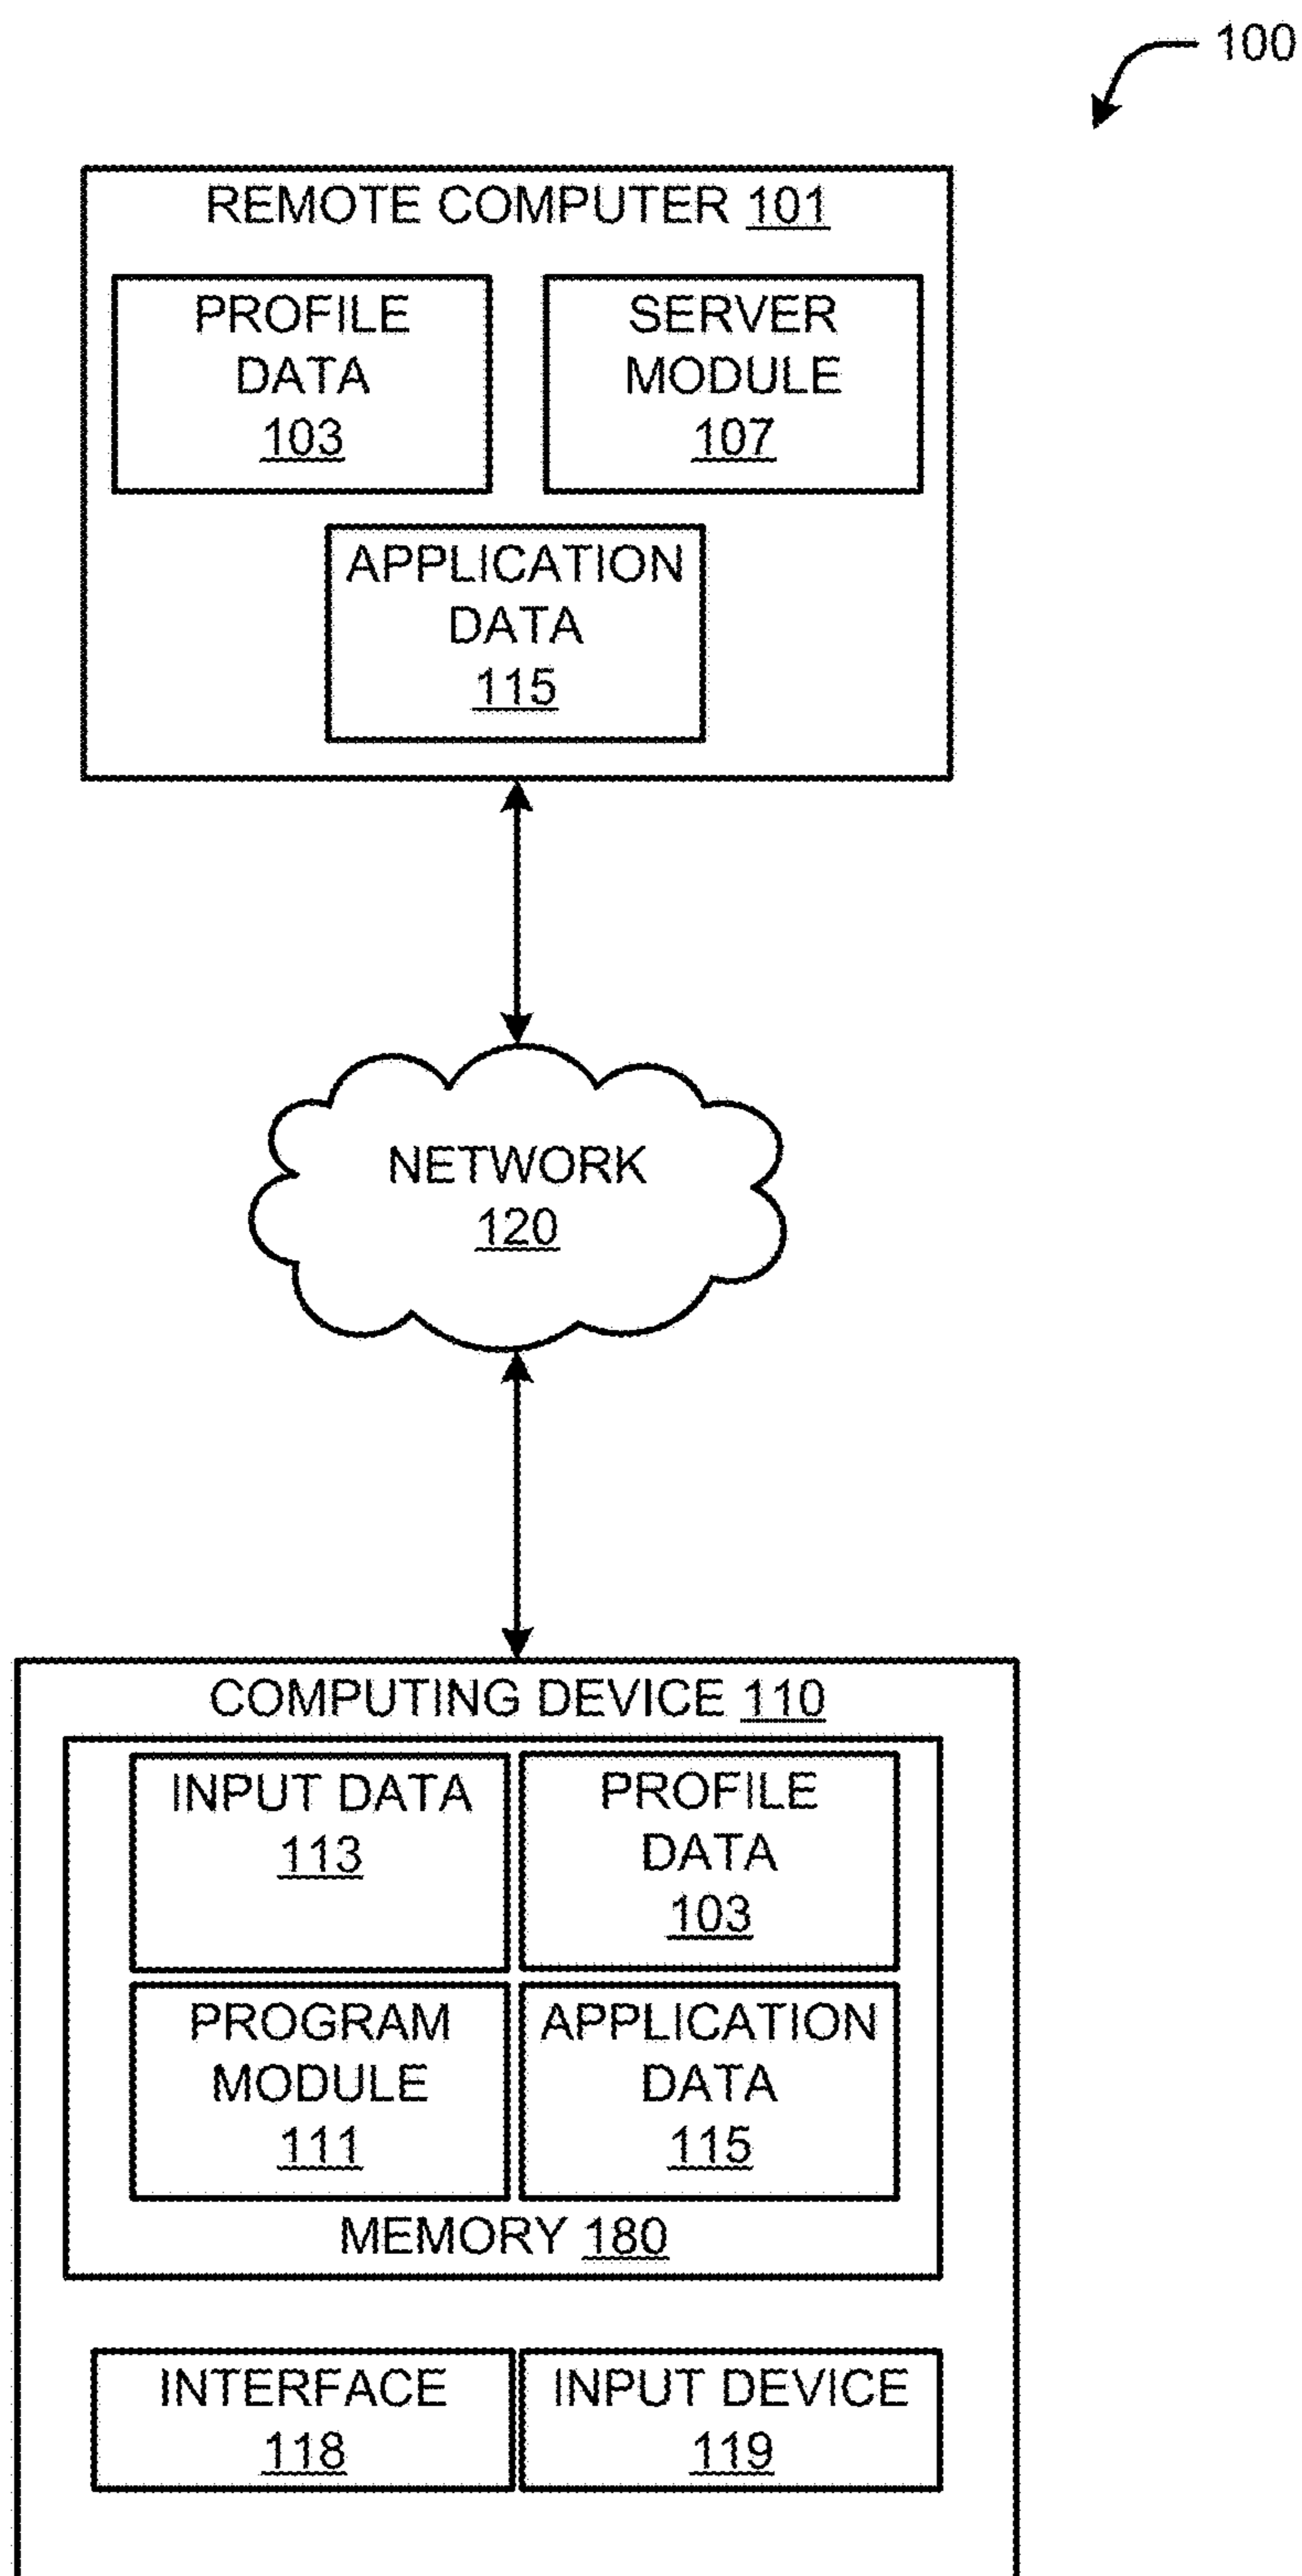 100
REMOTE COMPUTER 101
PROFILE
DATA
103
SERVER
MODULE
107
APPLICATION
DATA
115
NETWORK
120
COMPUTING DEVICE 110
INPUT DATA
113
PROFILE
DATA
103
PROGRAM
MODULE
111
APPLICATION
DATA
115
MEMORY 180
INTERFACE
118
INPUT DEVICE
119